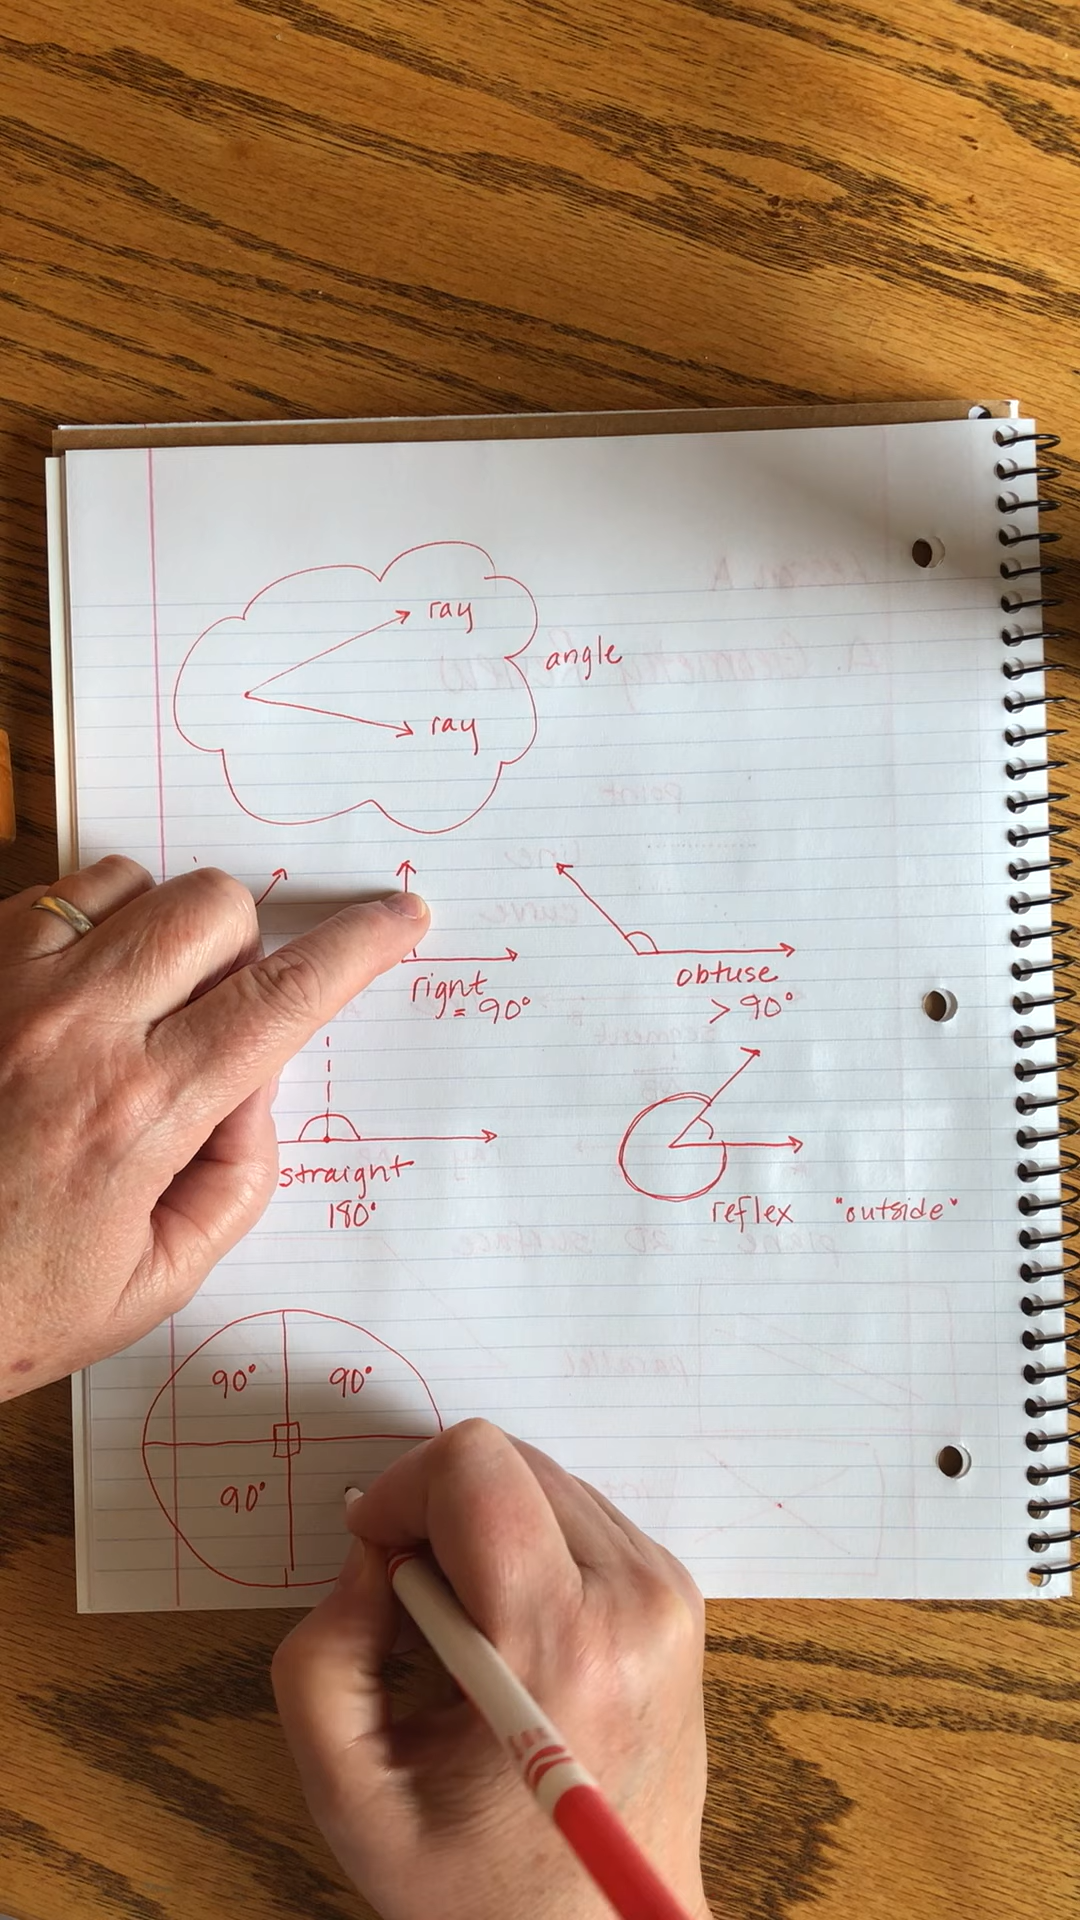 ray
angle
ray
right
= 90°
obtuse
> 90°
straight
180°
reflex "outside"
90° 90°
90°